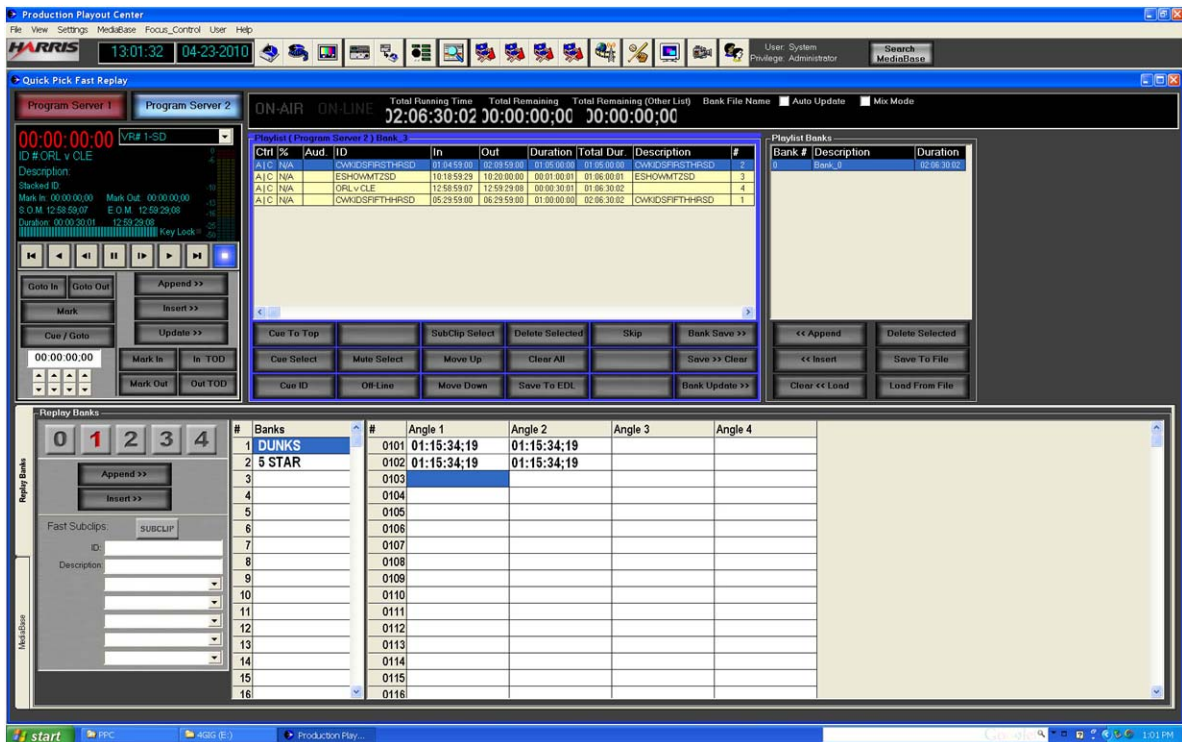 Production Playout Center
File View Settings MediaBase Focus_Control User Help
HARRIS 13:01:32 04-23-2010 User: System
Privilege: Administrator
Search
MediaBase
Quick Pick Fast Replay
Program Server 1 Program Server 2
ON-AIR ON-LINE
Total Running Time Total Remaining Total Remaining (Other List) Bank File Name Auto Update Mix Mode
02:06:30:02 00:00:00;00 00:00:00;00
00:00:00;00 VR# 1-SD
ID #:ORL v CLE
Description:
Stacked ID:
Mark In: 00:00:00;00 Mark Out: 00:00:00;00
S.O.M: 12:58:59;07 E.O.M: 12:59:29;08
Duration: 00:00:30;01 12:59:29:08
Key Lock=
Goto In Goto Out Append >>
Mark Insert >>
Cue / Goto Update >>
00:00:00;00 Mark In In TOD
Mark Out Out TOD
Playlist ( Program Server 2 ) Bank_3
Ctrl % Aud. ID In Out Duration Total Dur. Description #
A|C N/A CWKIDSFIRSTHRSD 01:04:59:00 02:09:59:00 01:05:00:00 01:05:00:00 CWKIDSFIRSTHRSD 2
A|C N/A ESHOWMTZSD 10:18:59:29 10:20:00:00 00:01:00:01 01:06:00:01 ESHOWMTZSD 3
A|C N/A ORL v CLE 12:58:59:07 12:59:29:08 00:00:30:01 01:06:30:02 4
A|C N/A CWKIDSFIFTHHRSD 05:29:59:00 06:29:59:00 01:00:00:00 02:06:30:02 CWKIDSFIFTHHRSD 1
Cue To Top SubClip Select Delete Selected Skip Bank Save >>
Cue Select Mute Select Move Up Clear All Save >> Clear
Cue ID Off-Line Move Down Save To EDL Bank Update >>
Playlist Banks
Bank # Description Duration
0 Bank_0 02:06:30:02
<< Append Delete Selected
<< Insert Save To File
Clear << Load Load From File
Replay Banks
MediaBase
Replay Banks
0 1 2 3 4
Append >>
Insert >>
Fast Subclips: SUBCLIP
ID:
Description:
# Banks
1 DUNKS
2 5 STAR
3
4
5
6
7
8
9
10
11
12
13
14
15
16
# Angle 1 Angle 2 Angle 3 Angle 4
0101 01:15:34;19 01:15:34;19
0102 01:15:34;19 01:15:34;19
0103
0104
0105
0106
0107
0108
0109
0110
0111
0112
0113
0114
0115
0116
start PPC 4GIG (E:) Production Play... Google 1:01 PM